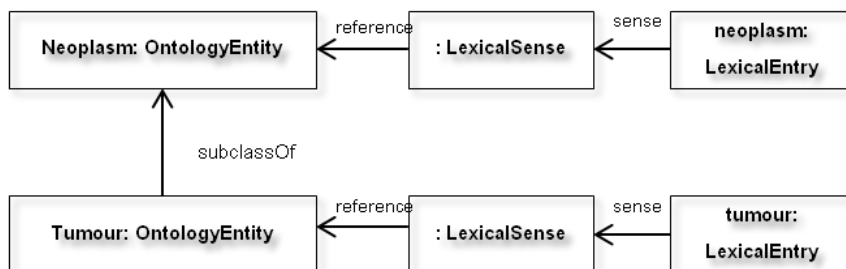 Neoplasm: OntologyEntity
reference
: LexicalSense
sense
neoplasm:
LexicalEntry
subclassOf
Tumour: OntologyEntity
reference
: LexicalSense
sense
tumour:
LexicalEntry